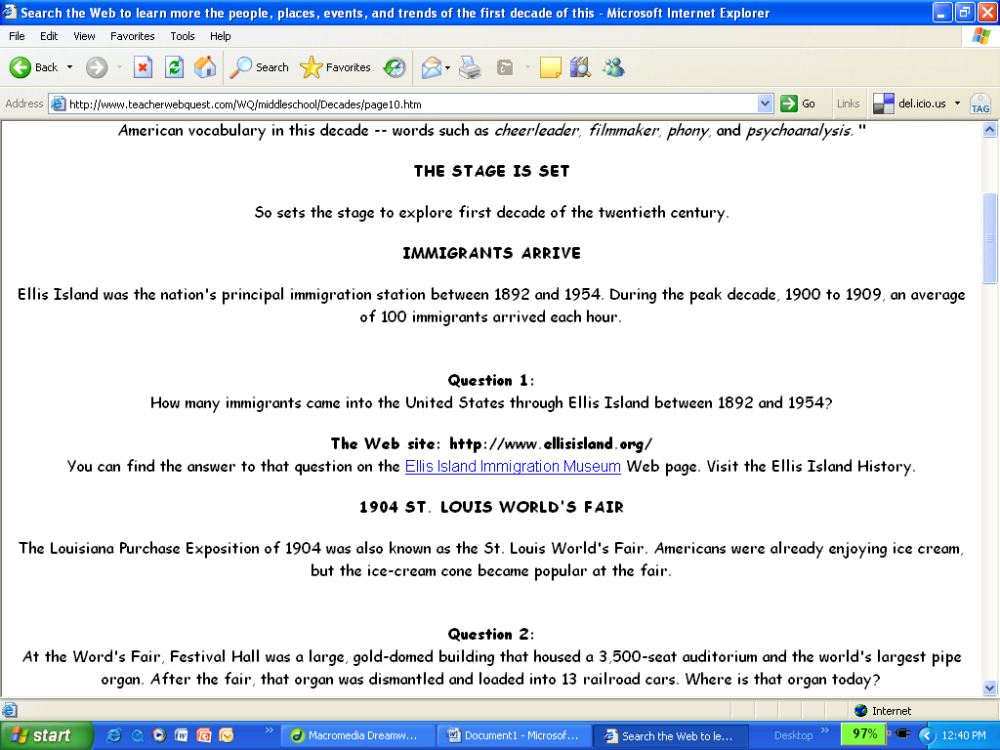 Search the Web to learn more the people, places, events, and trends of the first decade of this - Microsoft Internet Explorer
File Edit View Favorites Tools Help
Back Search Favorites
Address http://www.teacherwebquest.com/WQ/middleschool/Decades/page10.htm Go Links del.icio.us TAG
American vocabulary in this decade -- words such as cheerleader, filmmaker, phony, and psychoanalysis. "
THE STAGE IS SET
So sets the stage to explore first decade of the twentieth century.
IMMIGRANTS ARRIVE
Ellis Island was the nation's principal immigration station between 1892 and 1954. During the peak decade, 1900 to 1909, an average
of 100 immigrants arrived each hour.
Question 1:
How many immigrants came into the United States through Ellis Island between 1892 and 1954?
The Web site: http://www.ellisisland.org/
You can find the answer to that question on the Ellis Island Immigration Museum Web page. Visit the Ellis Island History.
1904 ST. LOUIS WORLD'S FAIR
The Louisiana Purchase Exposition of 1904 was also known as the St. Louis World's Fair. Americans were already enjoying ice cream,
but the ice-cream cone became popular at the fair.
Question 2:
At the Word's Fair, Festival Hall was a large, gold-domed building that housed a 3,500-seat auditorium and the world's largest pipe
organ. After the fair, that organ was dismantled and loaded into 13 railroad cars. Where is that organ today?
Internet
start Macromedia Dreamw... Document1 - Microsof... Search the Web to le... Desktop 97% 12:40 PM